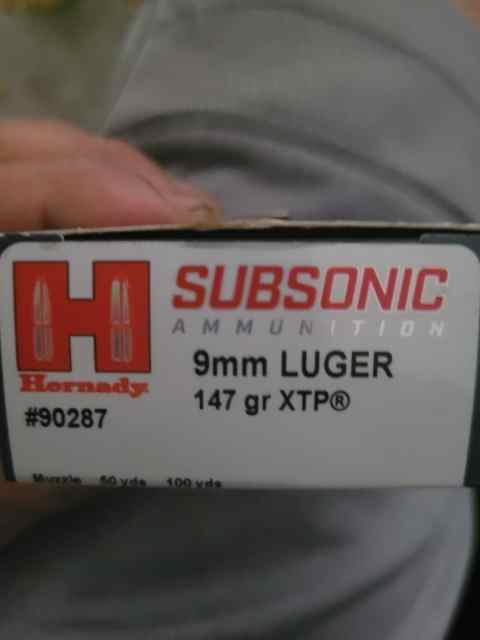 SUBSONIC
AMMUNITION
9mm LUGER
147 gr XTP®
H
Hornady
#90287
Muzzle 50 yds 100 yds